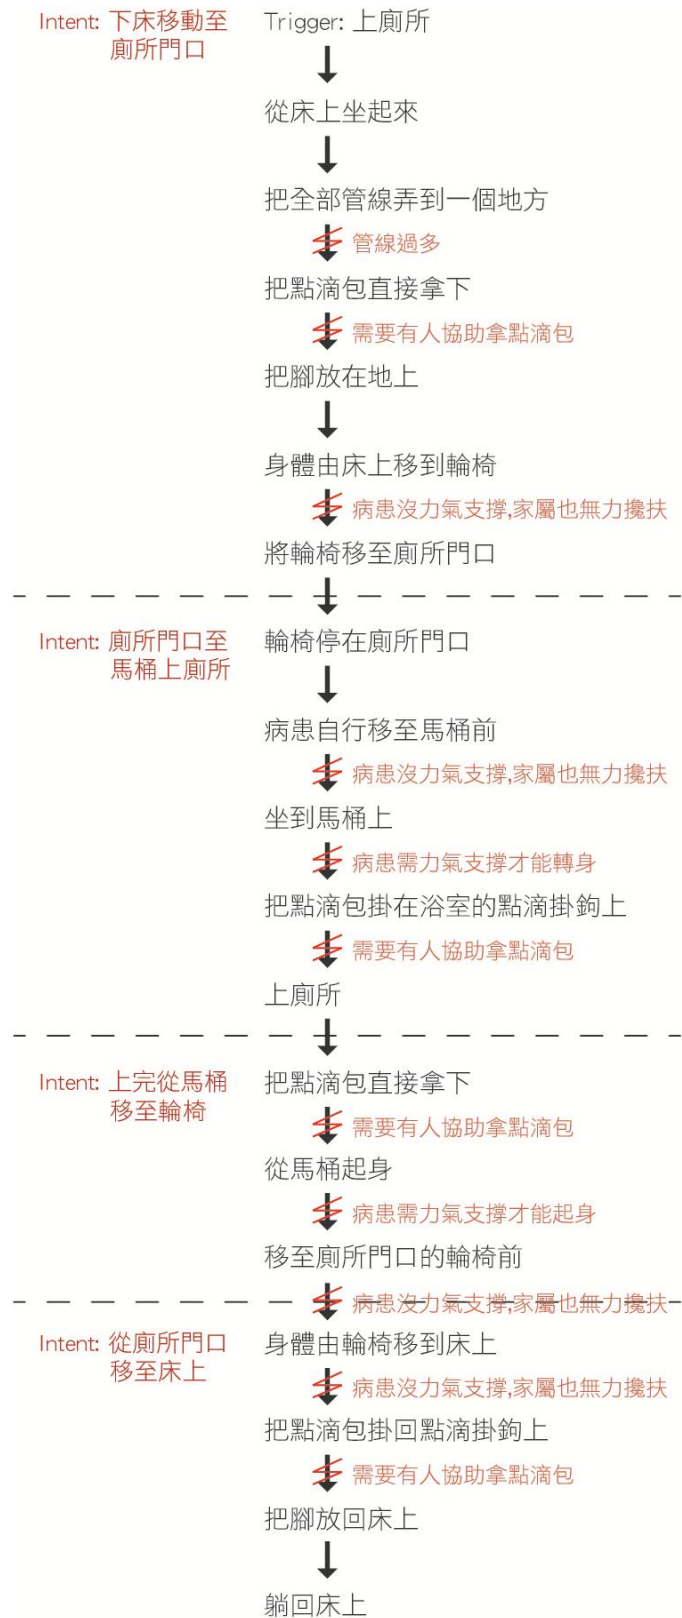 Intent: 下床移動至
廁所門口
Trigger: 上廁所
從床上坐起來
把全部管線弄到一個地方
管線過多
把點滴包直接拿下
需要有人協助拿點滴包
把腳放在地上
身體由床上移到輪椅
病患沒力氣支撐,家屬也無力攙扶
將輪椅移至廁所門口
Intent: 廁所門口至
馬桶上廁所
輪椅停在廁所門口
病患自行移至馬桶前
病患沒力氣支撐,家屬也無力攙扶
坐到馬桶上
病患需力氣支撐才能轉身
把點滴包掛在浴室的點滴掛鉤上
需要有人協助拿點滴包
上廁所
Intent: 上完從馬桶
移至輪椅
把點滴包直接拿下
需要有人協助拿點滴包
從馬桶起身
病患需力氣支撐才能起身
移至廁所門口的輪椅前
病患沒力氣支撐,家屬也無力攙扶
Intent: 從廁所門口
移至床上
身體由輪椅移到床上
病患沒力氣支撐,家屬也無力攙扶
把點滴包掛回點滴掛鉤上
需要有人協助拿點滴包
把腳放回床上
躺回床上